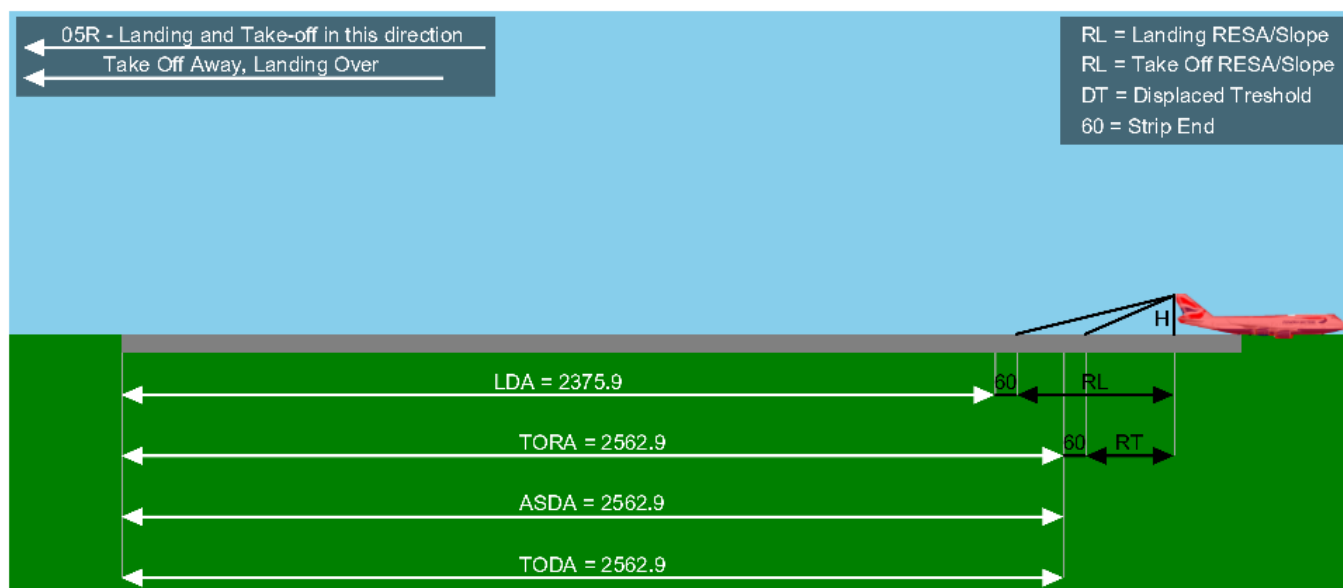 05R - Landing and Take-off in this direction
Take Off Away, Landing Over
RL = Landing RESA/Slope
RL = Take Off RESA/Slope
DT = Displaced Treshold
60 = Strip End
H
LDA = 2375.9
60
RL
TORA = 2562.9
60
RT
ASDA = 2562.9
TODA = 2562.9